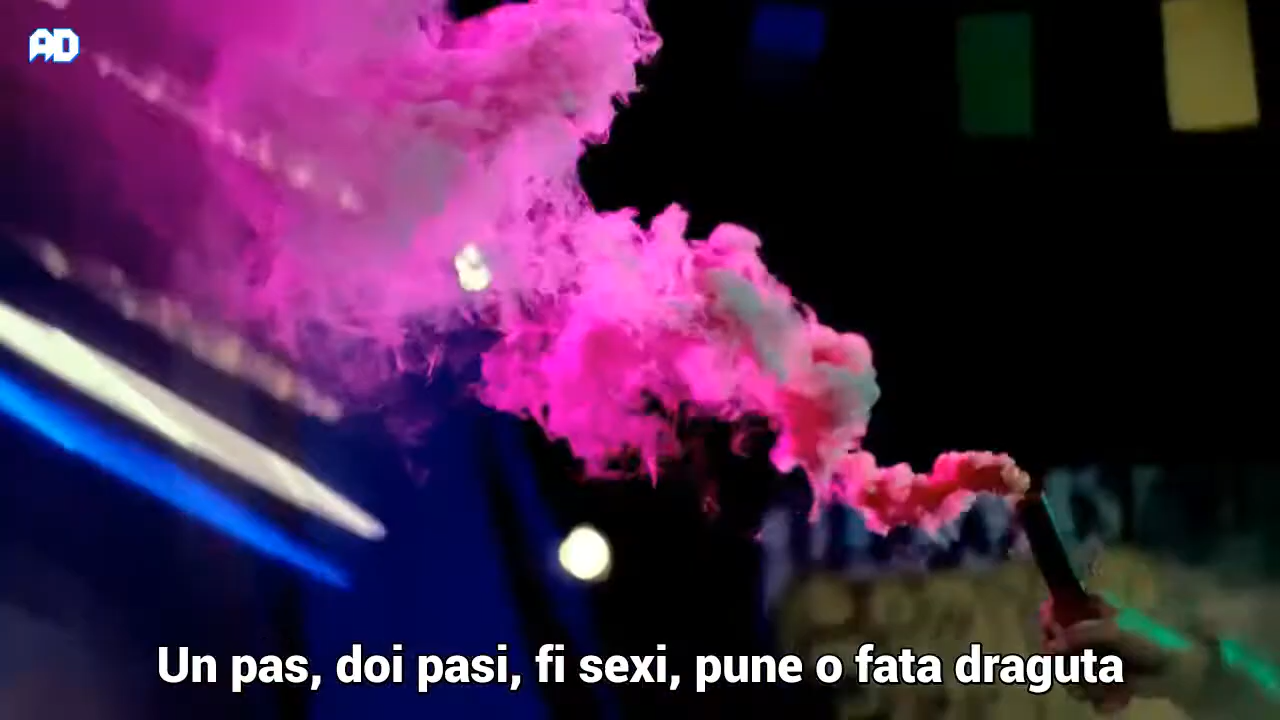 AD
Un pas, doi pasi, fi sexi, pune o fata draguta